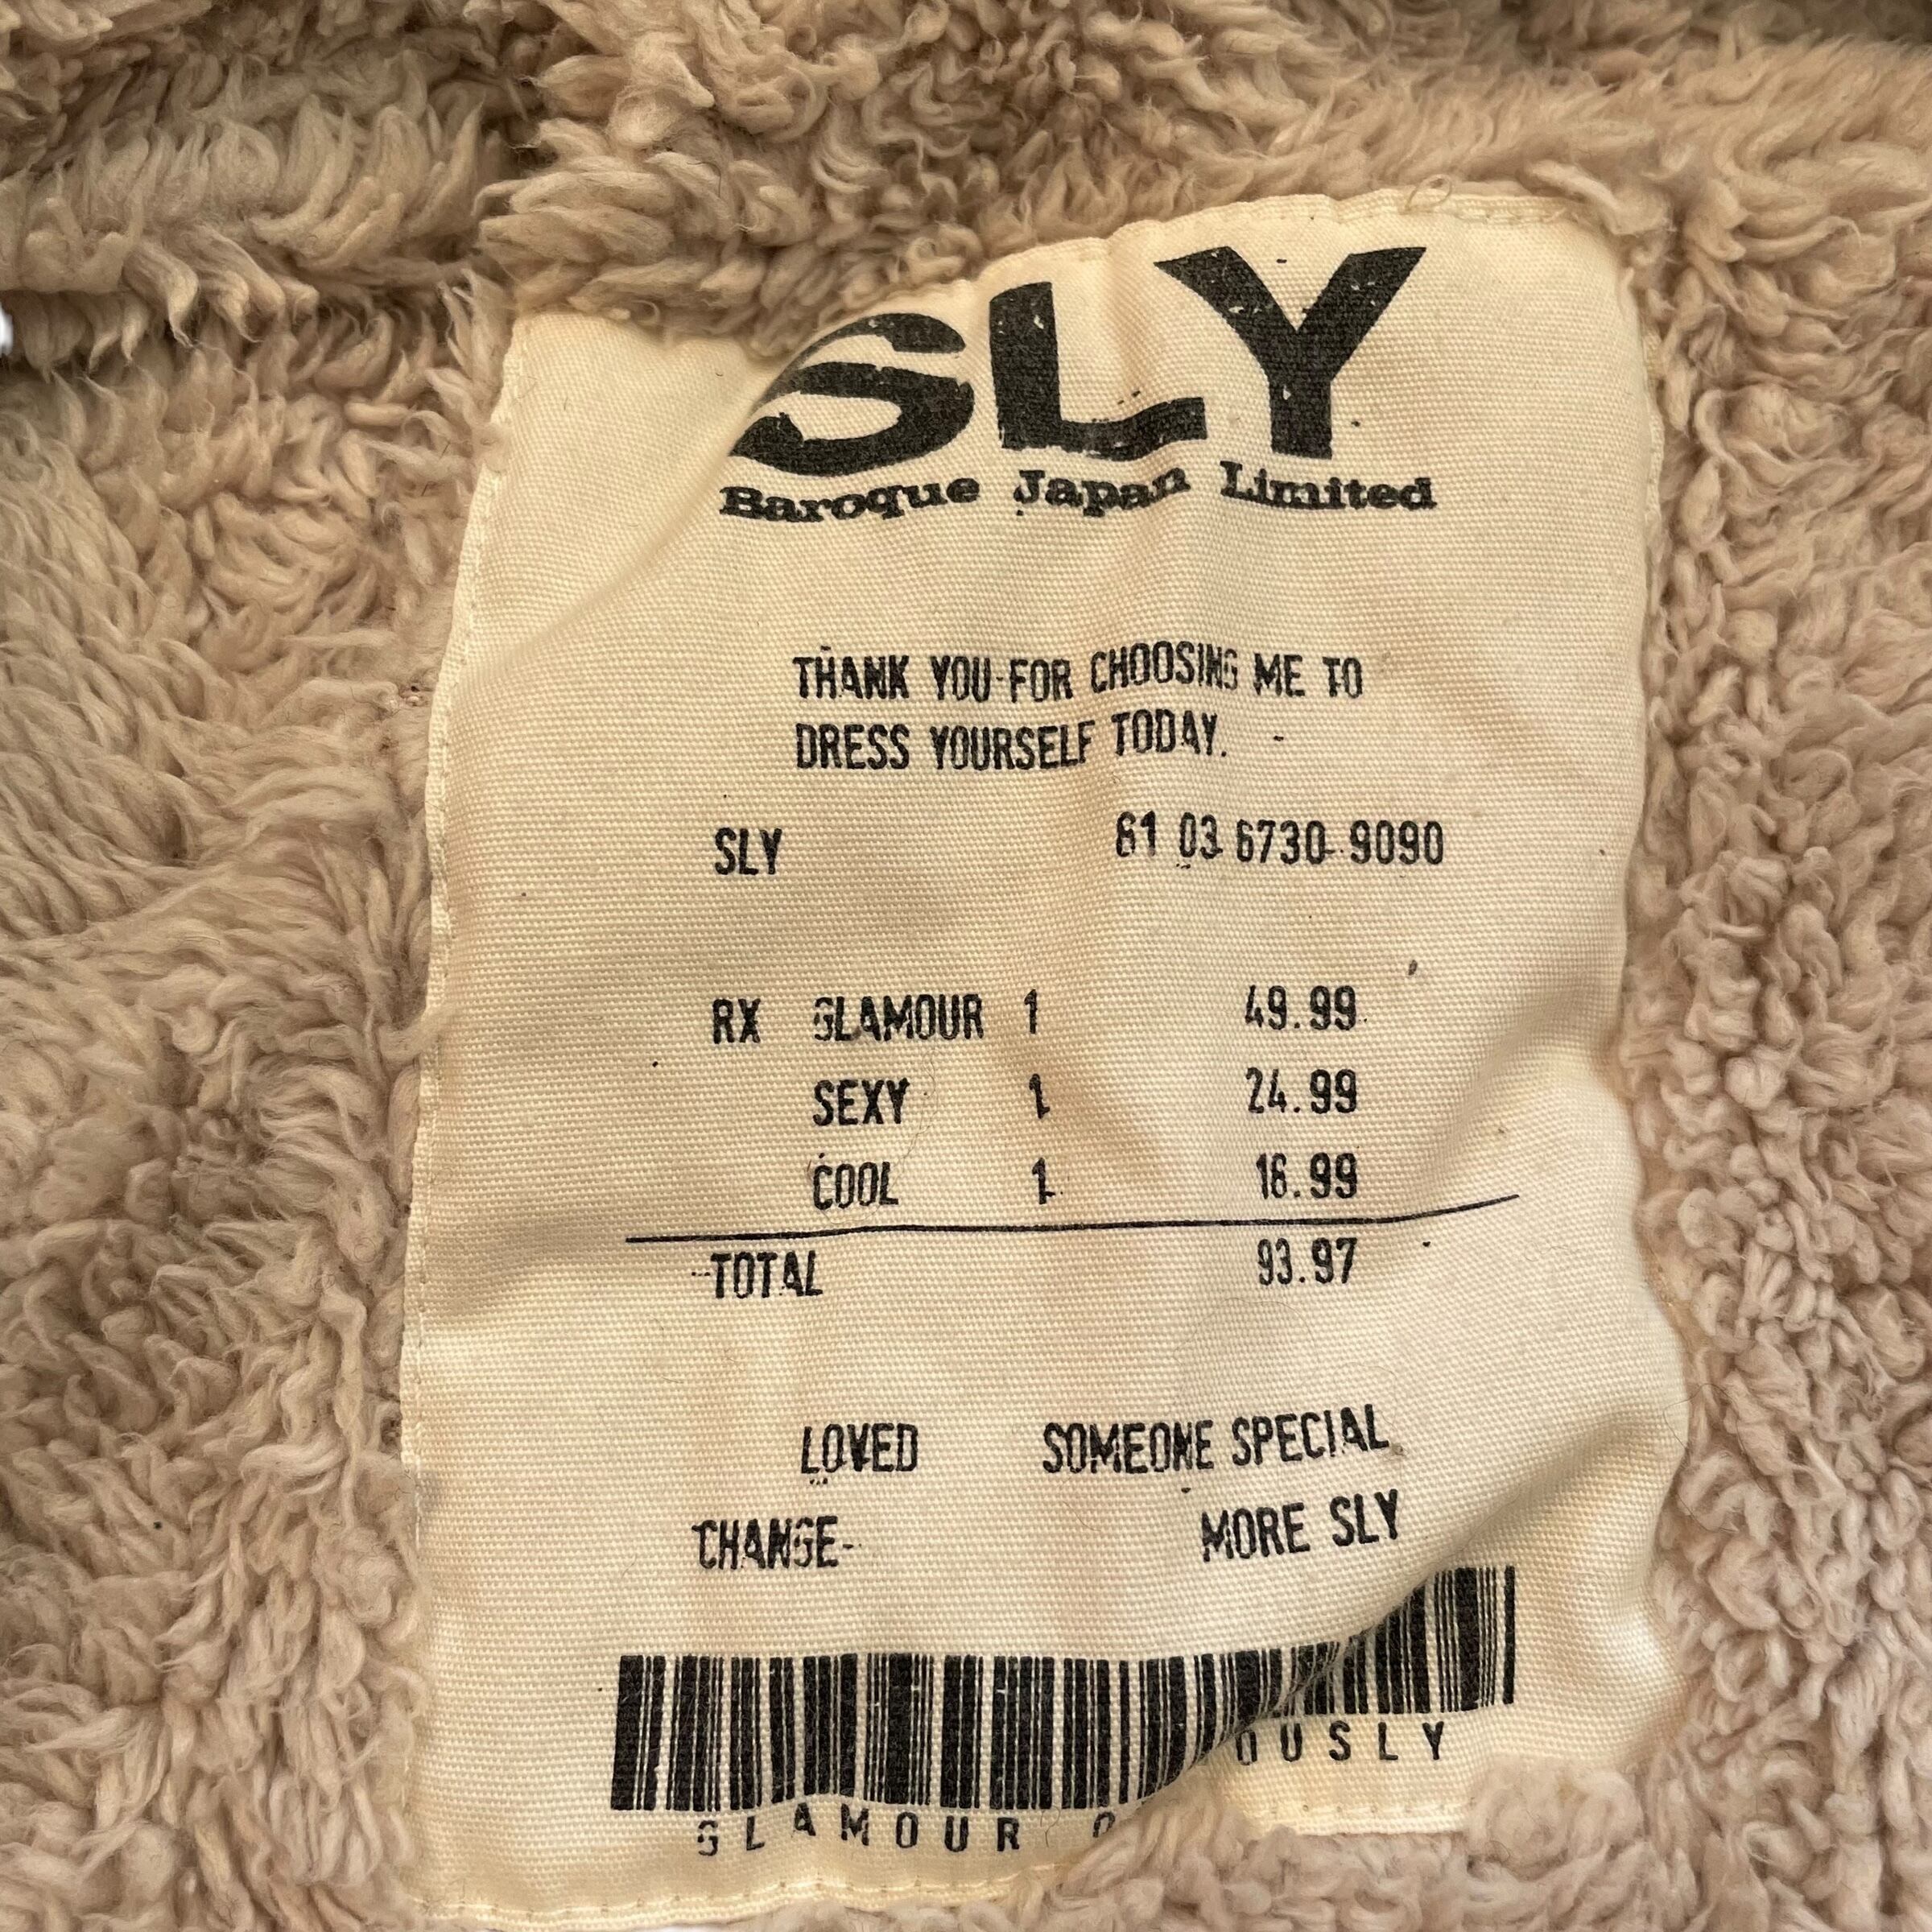 SLY
Baroque Japan Limited
THANK YOU FOR CHOOSING ME TO
DRESS YOURSELF TODAY.
SLY 81 03 6730-9090
RX GLAMOUR 1 49.99
SEXY 1 24.99
COOL 1 18.99
TOTAL 93.97
LOVED SOMEONE SPECIAL
CHANGE MORE SLY
GLAMOUR OUSLY